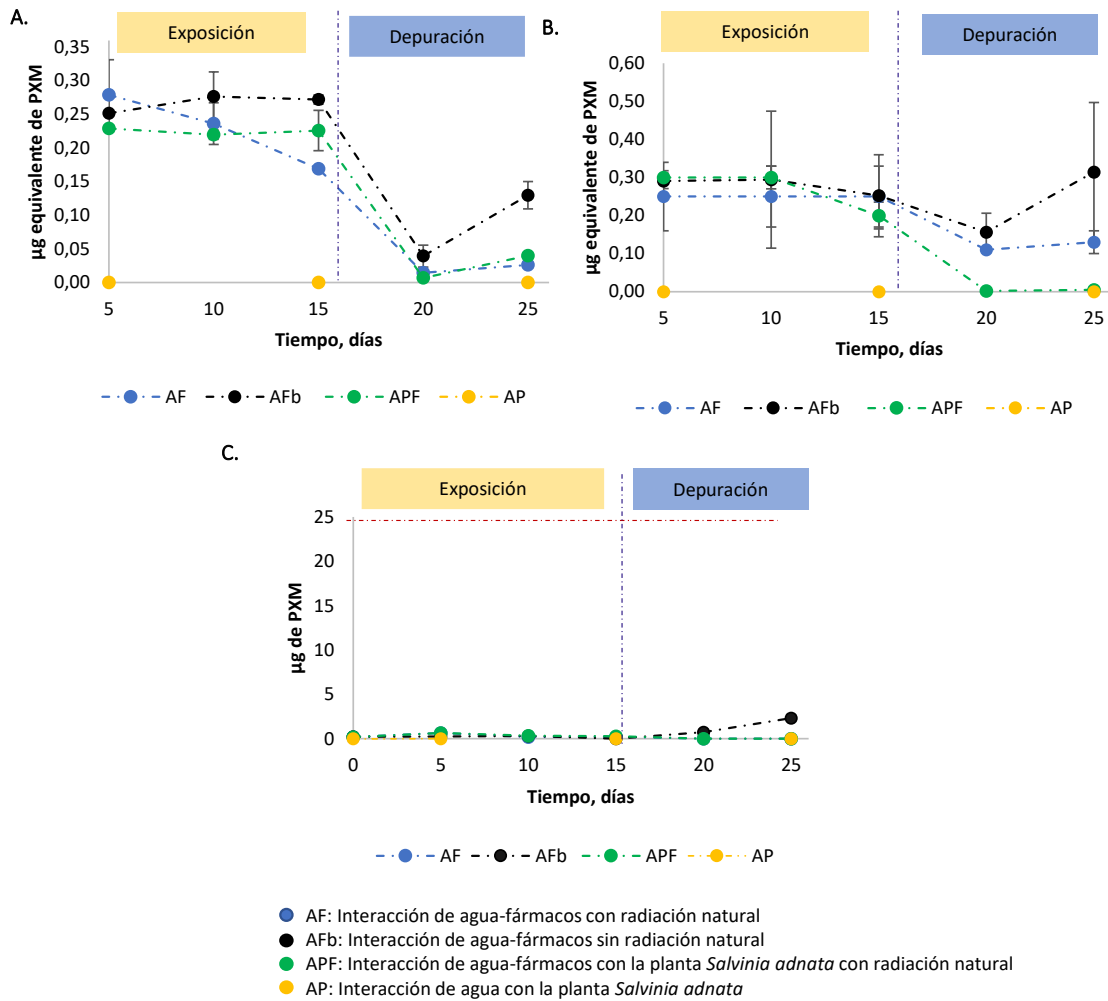 A.
Exposición
Depuración
µg equivalente de PXM
0,35
0,30
0,25
0,20
0,15
0,10
0,05
0,00
5 10 15 20 25
Tiempo, días
AF AFb APF AP
B.
Exposición
Depuración
µg equivalente de PXM
0,60
0,50
0,40
0,30
0,20
0,10
0,00
5 10 15 20 25
Tiempo, días
AF AFb APF AP
C.
Exposición
Depuración
µg de PXM
25
20
15
10
5
0
0 5 10 15 20 25
Tiempo, días
AF AFb APF AP
AF: Interacción de agua-fármacos con radiación natural
AFb: Interacción de agua-fármacos sin radiación natural
APF: Interacción de agua-fármacos con la planta Salvinia adnata con radiación natural
AP: Interacción de agua con la planta Salvinia adnata